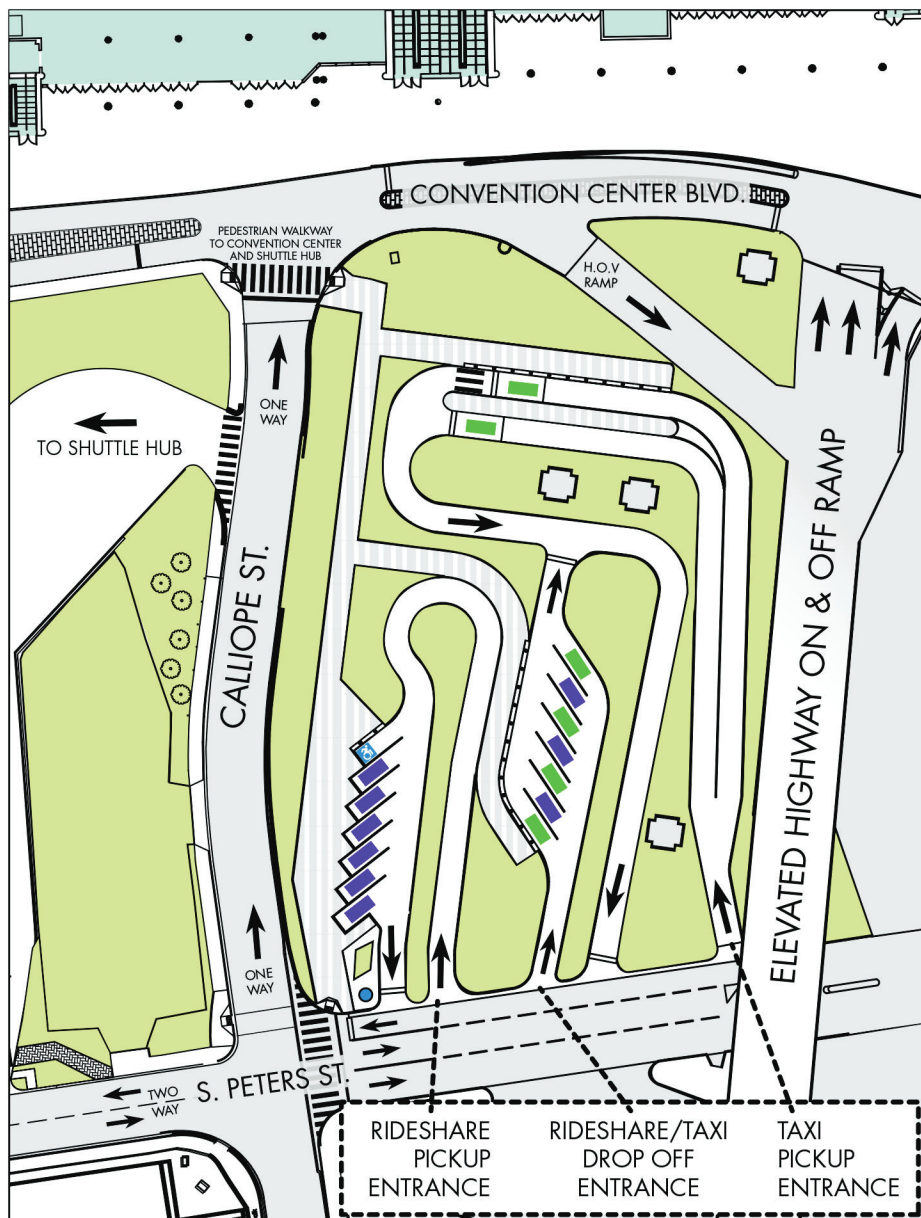 CONVENTION CENTER BLVD.
PEDESTRIAN WALKWAY
TO CONVENTION CENTER
AND SHUTTLE HUB
H.O.V
RAMP
ONE
WAY
TO SHUTTLE HUB
CALLIOPE ST.
ELEVATED HIGHWAY ON & OFF RAMP
ONE
WAY
TWO
WAY
S. PETERS ST.
RIDESHARE
PICKUP
ENTRANCE
RIDESHARE/TAXI
DROP OFF
ENTRANCE
TAXI
PICKUP
ENTRANCE